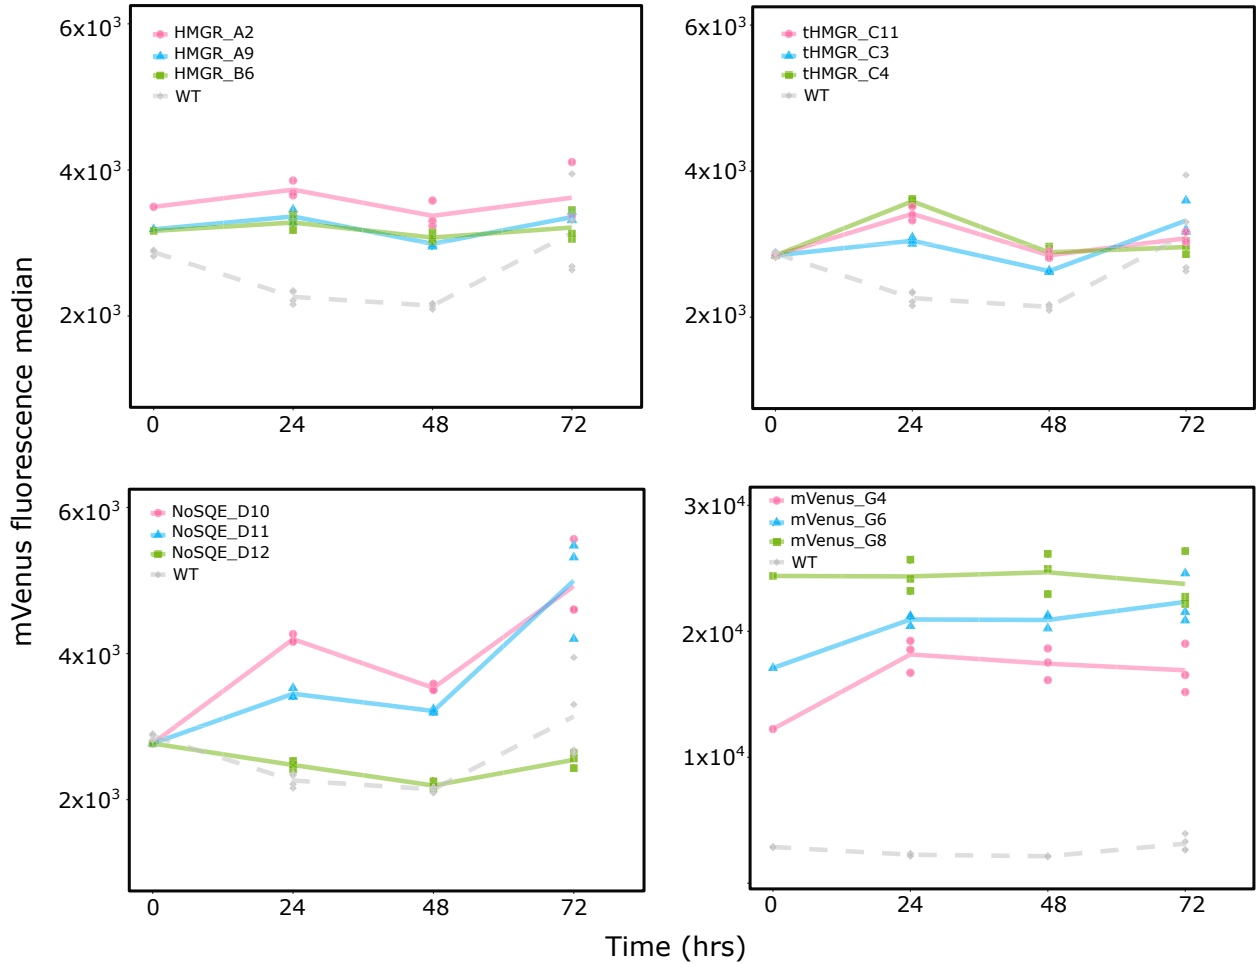 mVenus fluorescence median
6x10³
4x10³
2x10³
HMGR_A2
HMGR_A9
HMGR_B6
WT
0 24 48 72
6x10³
4x10³
2x10³
tHMGR_C11
tHMGR_C3
tHMGR_C4
WT
0 24 48 72
6x10³
4x10³
2x10³
NoSQE_D10
NoSQE_D11
NoSQE_D12
WT
0 24 48 72
3x10⁴
2x10⁴
1x10⁴
mVenus_G4
mVenus_G6
mVenus_G8
WT
0 24 48 72
Time (hrs)